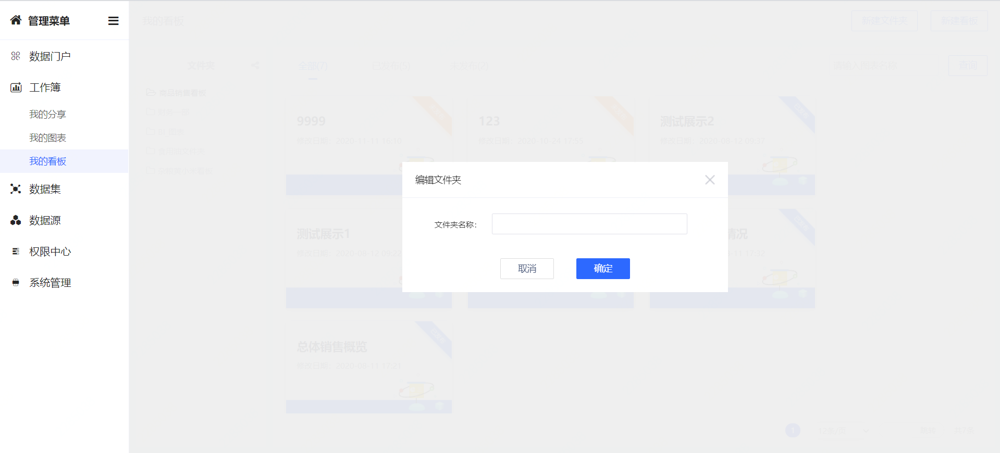 管理菜单
数据门户
工作簿
我的分享
我的图表
我的看板
数据集
数据源
权限中心
系统管理
我的看板
新建文件夹
新建看板
文件夹
全部(7)
已发布(5)
未发布(2)
请输入图表名称
查询
商品销售看板
9999
修改日期：2020-11-11 16:10
123
修改日期：2020-10-24 17:55
测试展示2
修改日期：2020-08-12 09:37
编辑文件夹
文件夹名称：
取消
确定
测试展示1
修改日期：2020-08-12 09:22
情况
-11 17:32
总体销售概览
修改日期：2020-08-11 17:21
1
12条/页
共7条